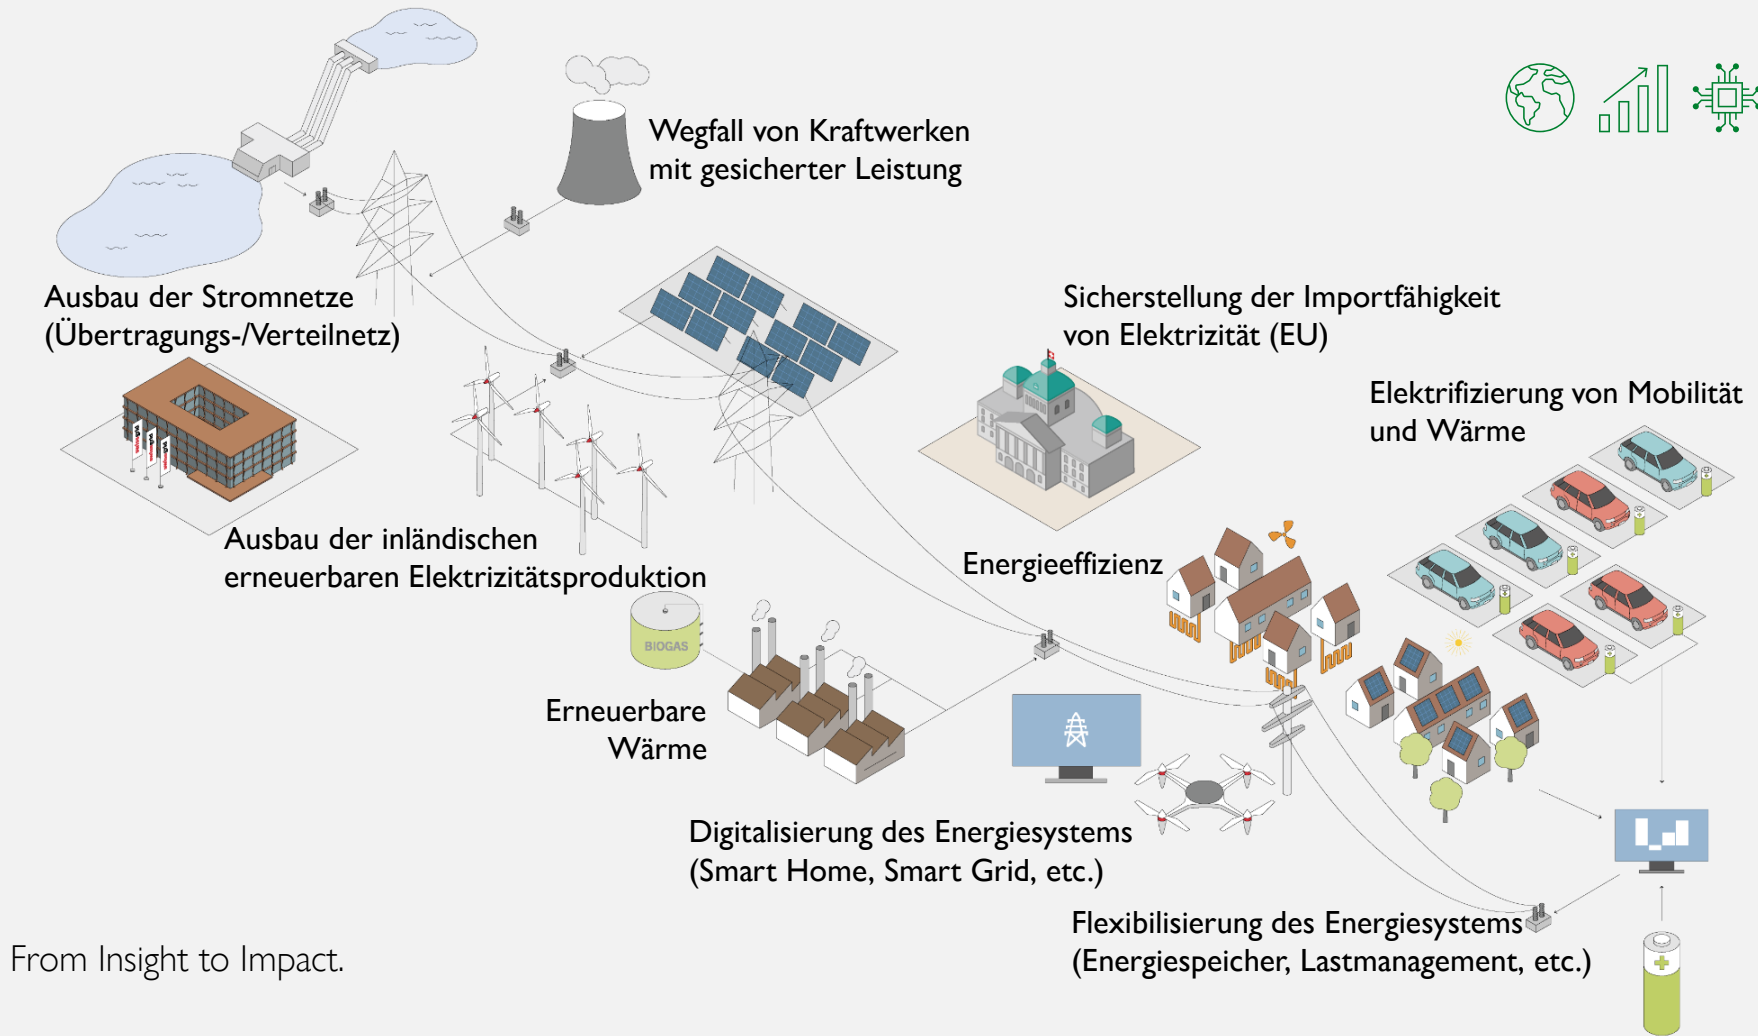 Wegfall von Kraftwerken
mit gesicherter Leistung
Ausbau der Stromnetze
(Übertragungs-/Verteilnetz)
Sicherstellung der Importfähigkeit
von Elektrizität (EU)
Elektrifizierung von Mobilität
und Wärme
Ausbau der inländischen
erneuerbaren Elektrizitätsproduktion
Energieeffizienz
BIOGAS
Erneuerbare
Wärme
Digitalisierung des Energiesystems
(Smart Home, Smart Grid, etc.)
Flexibilisierung des Energiesystems
(Energiespeicher, Lastmanagement, etc.)
From Insight to Impact.